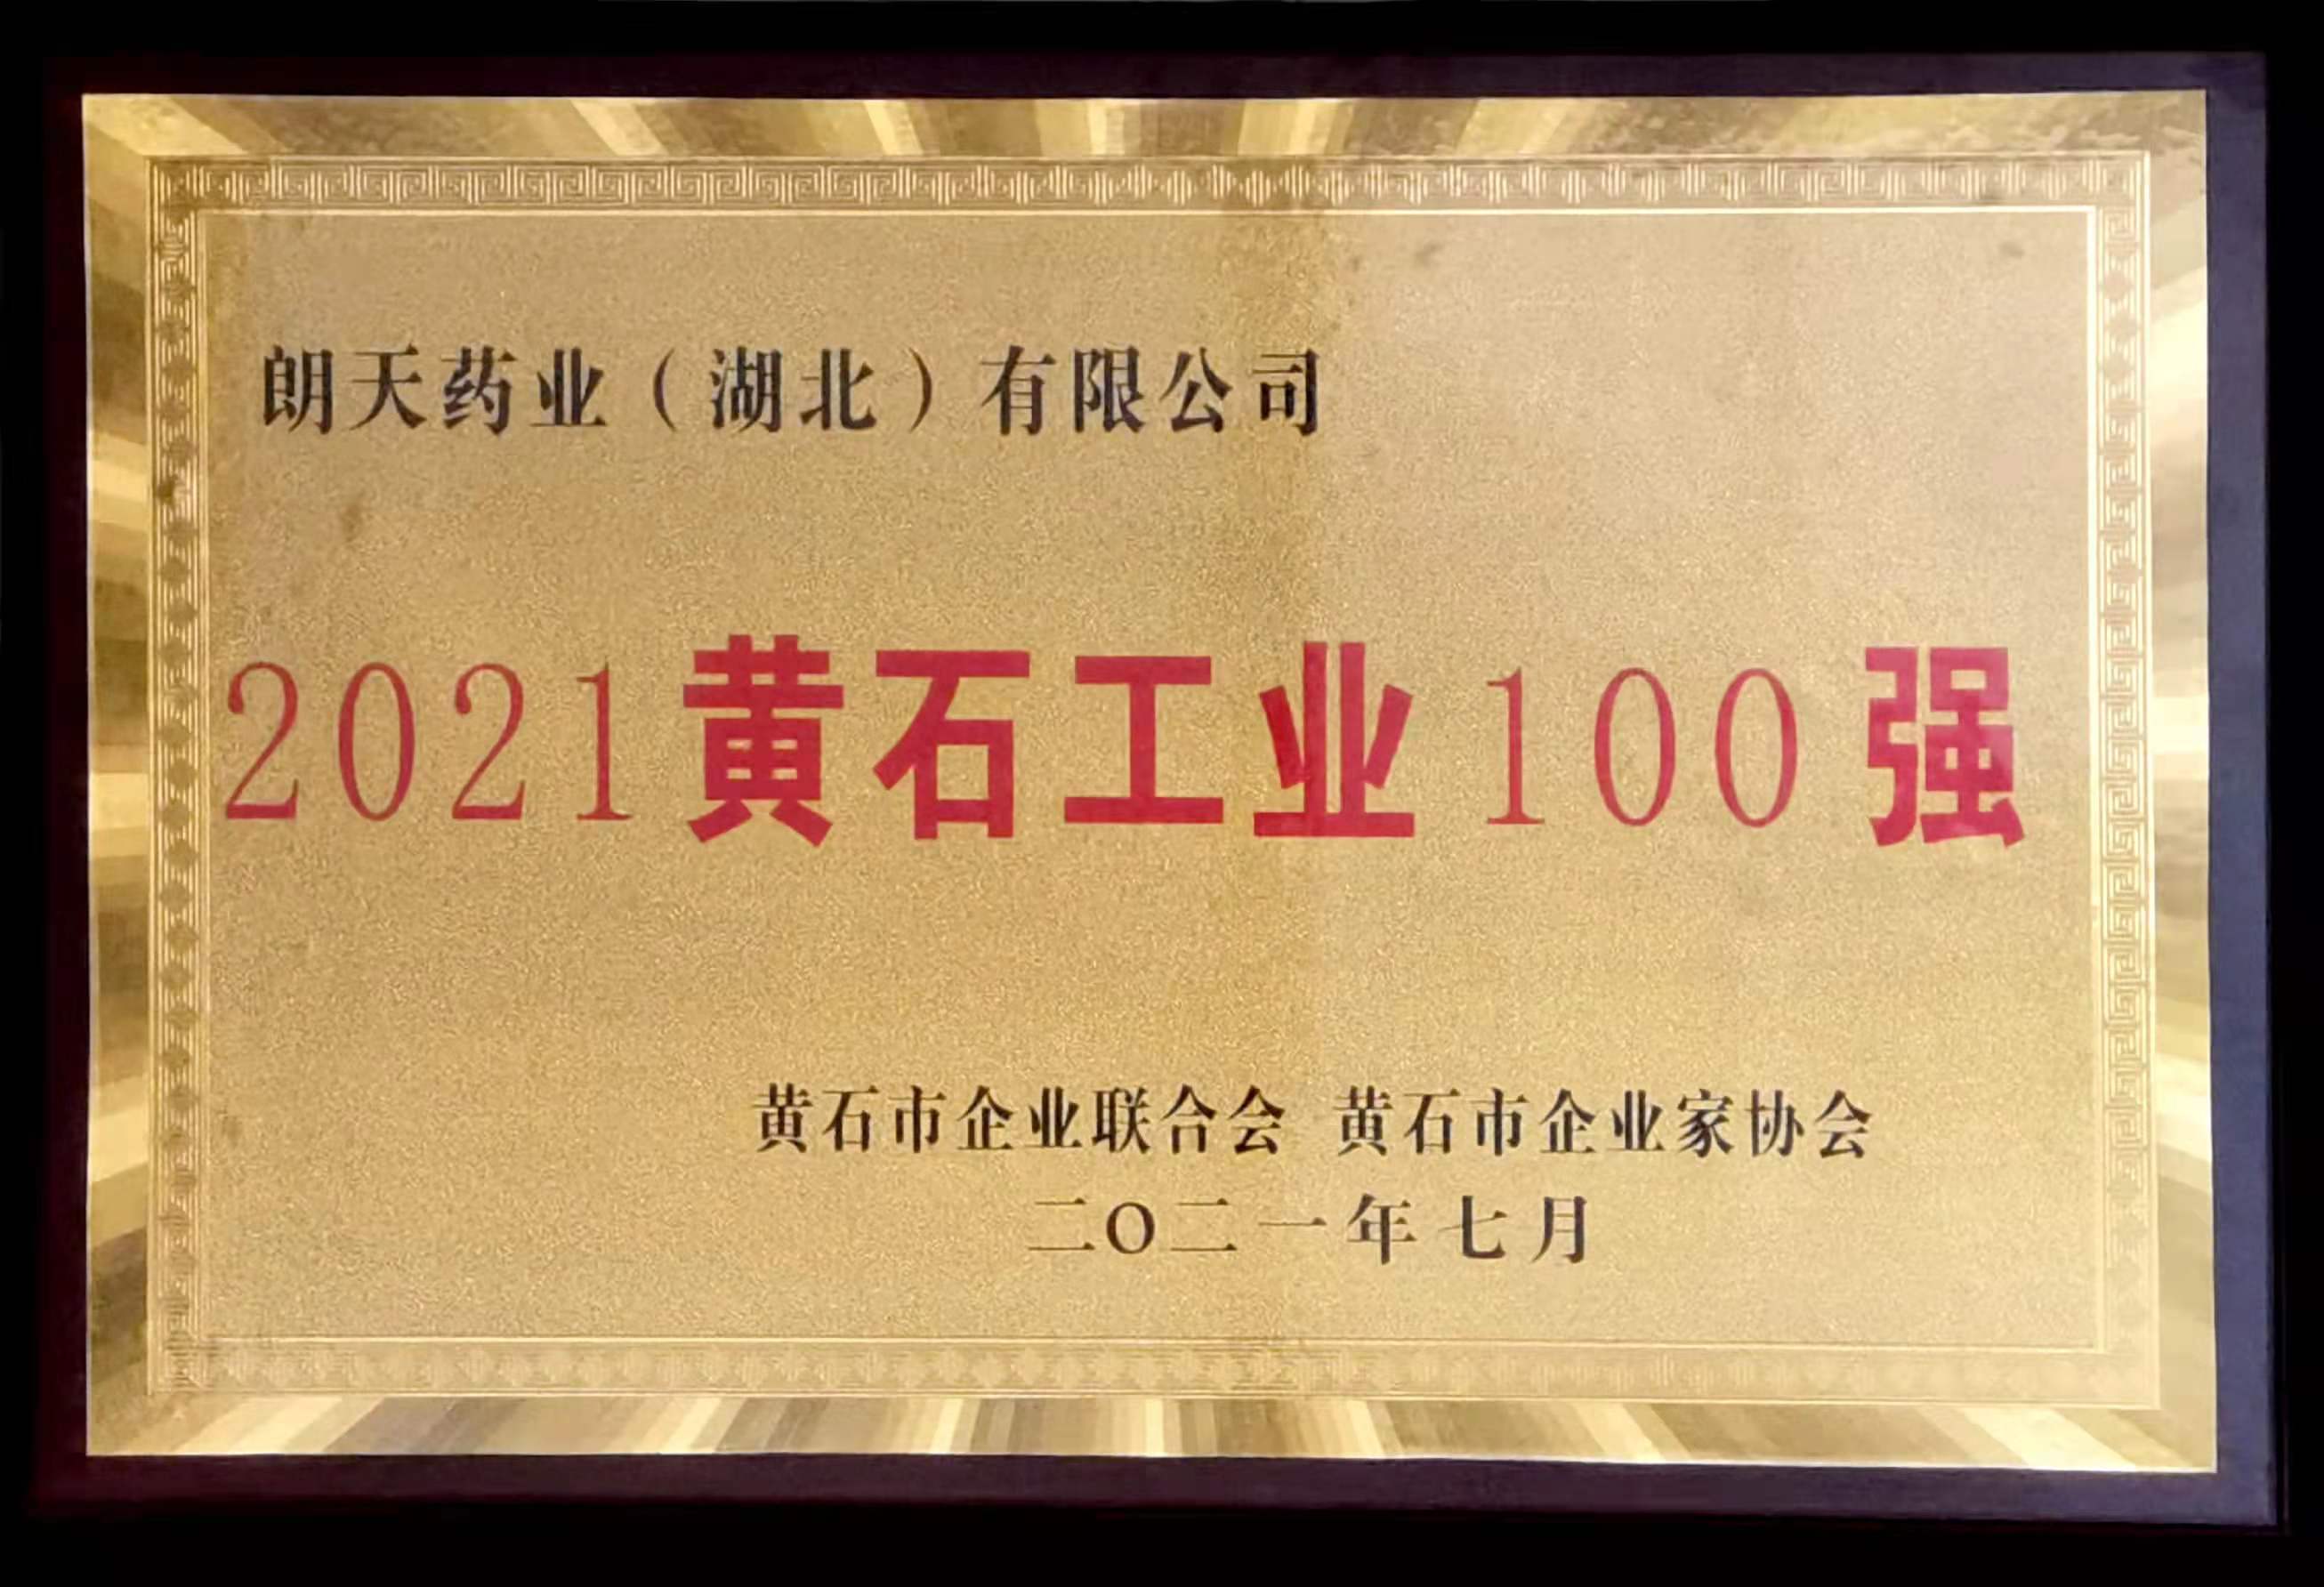 朗天药业（湖北）有限公司
2021黄石工业100强
黄石市企业联合会 黄石市企业家协会
二〇二一年七月